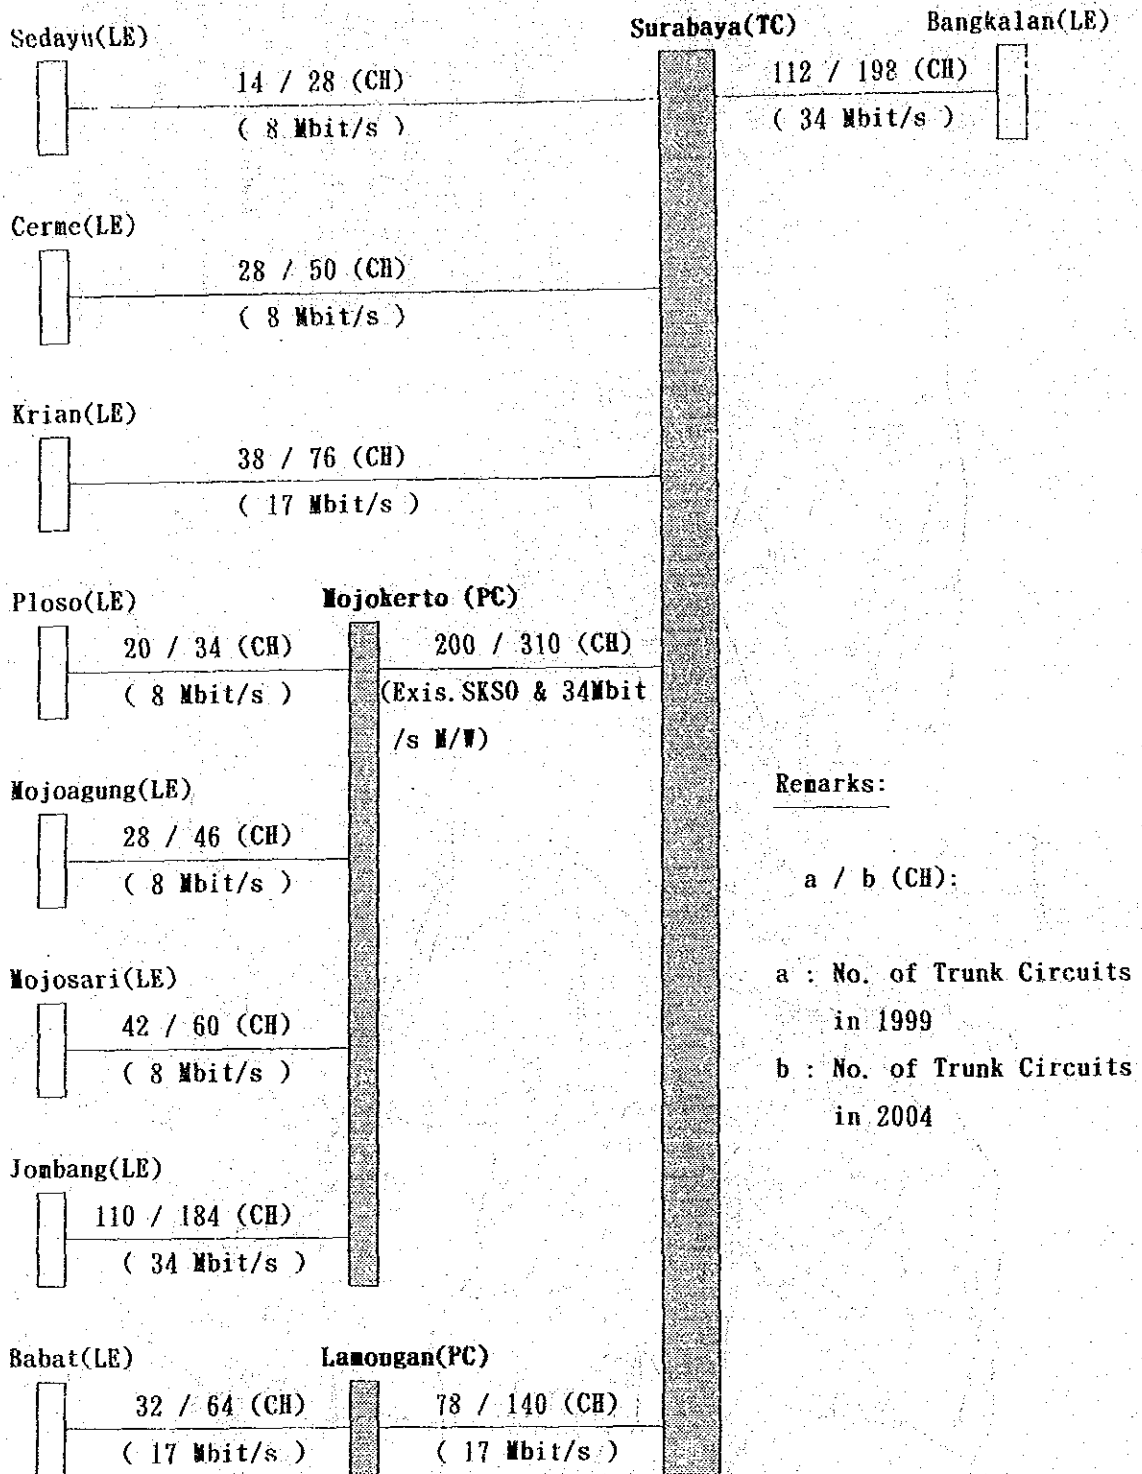 Sedayu(LE)
Surabaya(TC)
Bangkalan(LE)
14 / 28 (CH)
( 8 Mbit/s )
112 / 198 (CH)
( 34 Mbit/s )
Cerme(LE)
28 / 50 (CH)
( 8 Mbit/s )
Krian(LE)
38 / 76 (CH)
( 17 Mbit/s )
Ploso(LE)
Mojokerto (PC)
20 / 34 (CH)
( 8 Mbit/s )
200 / 310 (CH)
(Exis.SKSO & 34Mbit
/s M/W)
Mojoagung(LE)
28 / 46 (CH)
( 8 Mbit/s )
Mojosari(LE)
42 / 60 (CH)
( 8 Mbit/s )
Jombang(LE)
110 / 184 (CH)
( 34 Mbit/s )
Babat(LE)
Lamongan(PC)
32 / 64 (CH)
( 17 Mbit/s )
78 / 140 (CH)
( 17 Mbit/s )
Remarks:
a / b (CH):
a : No. of Trunk Circuits
in 1999
b : No. of Trunk Circuits
in 2004